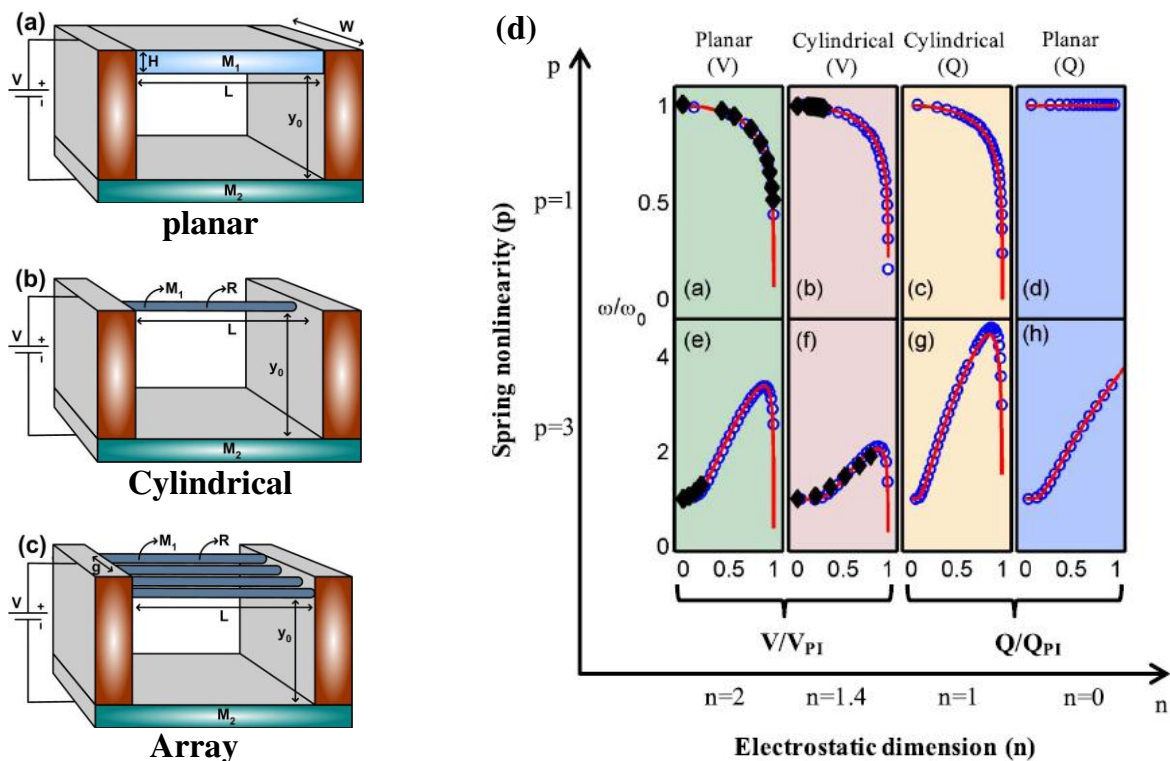 (a)
W
H
M1
L
V
+
-
y0
M2
planar
(b)
M1
R
L
V
+
-
y0
M2
Cylindrical
(c)
g
M1
R
L
V
+
-
y0
M2
Array
(d)
p
Planar
(V)
Cylindrical
(V)
Cylindrical
(Q)
Planar
(Q)
Spring nonlinearity (p)
p=1
p=3
ω/ω0
1
0.5
0
4
2
0
(a)
(b)
(c)
(d)
(e)
(f)
(g)
(h)
0 0.5 1
0 0.5 1
0 0.5 1
0 0.5 1
V/VPI
Q/QPI
n=2
n=1.4
n=1
n=0
n
Electrostatic dimension (n)